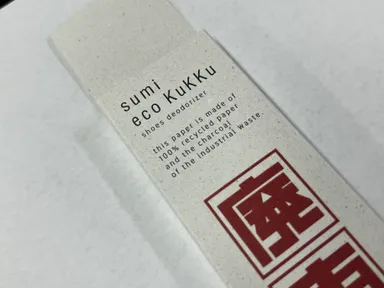 sumi
eco KuKKu
shoes deodorizer
this paper is made of
100% recycled paper
and the charcoal
of the industrial waste.
廃